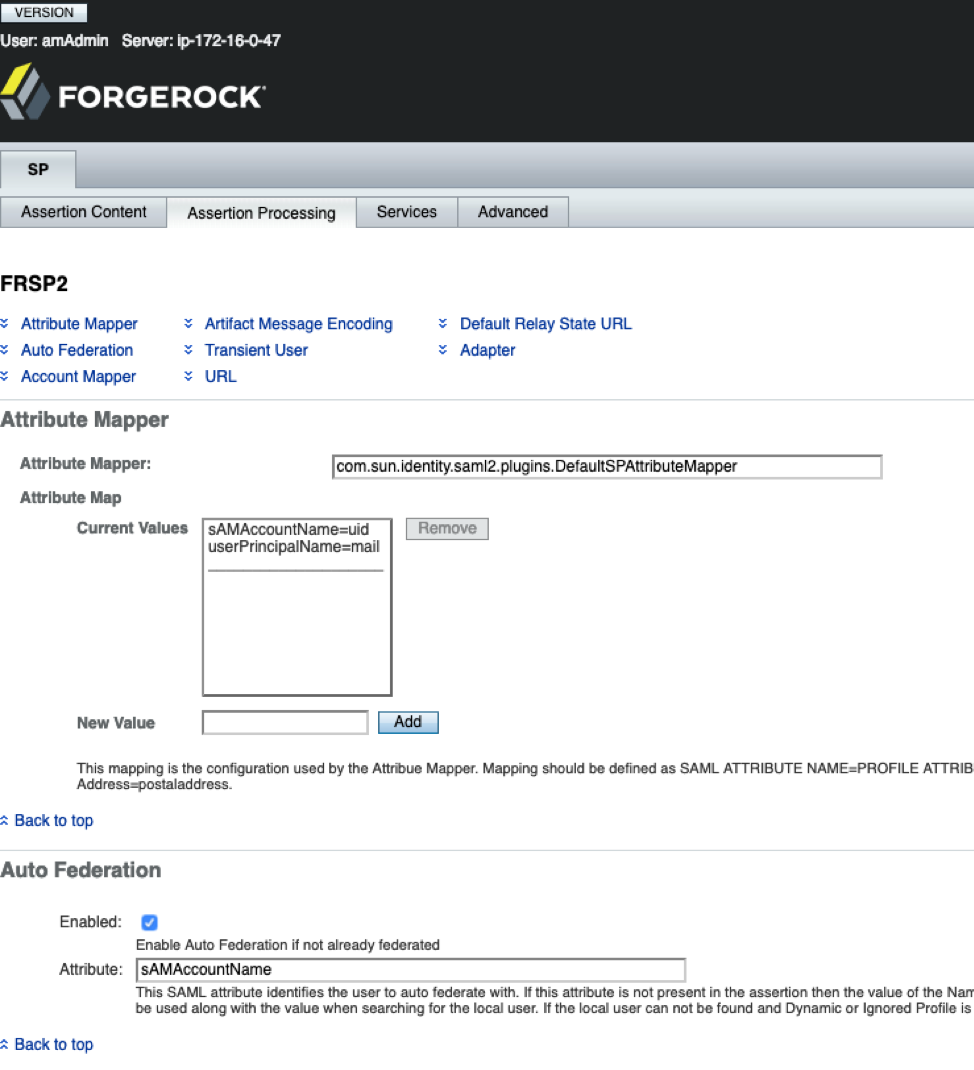 VERSION
User: amAdmin Server: ip-172-16-0-47
FORGEROCK
SP
Assertion Content Assertion Processing Services Advanced
FRSP2
Attribute Mapper Artifact Message Encoding Default Relay State URL
Auto Federation Transient User Adapter
Account Mapper URL
Attribute Mapper
Attribute Mapper: com.sun.identity.saml2.plugins.DefaultSPAttributeMapper
Attribute Map
Current Values sAMAccountName=uid Remove
userPrincipalName=mail
New Value Add
This mapping is the configuration used by the Attribue Mapper. Mapping should be defined as SAML ATTRIBUTE NAME=PROFILE ATTRIB
Address=postaladdress.
Back to top
Auto Federation
Enabled:
Enable Auto Federation if not already federated
Attribute: sAMAccountName
This SAML attribute identifies the user to auto federate with. If this attribute is not present in the assertion then the value of the Nam
be used along with the value when searching for the local user. If the local user can not be found and Dynamic or Ignored Profile is
Back to top